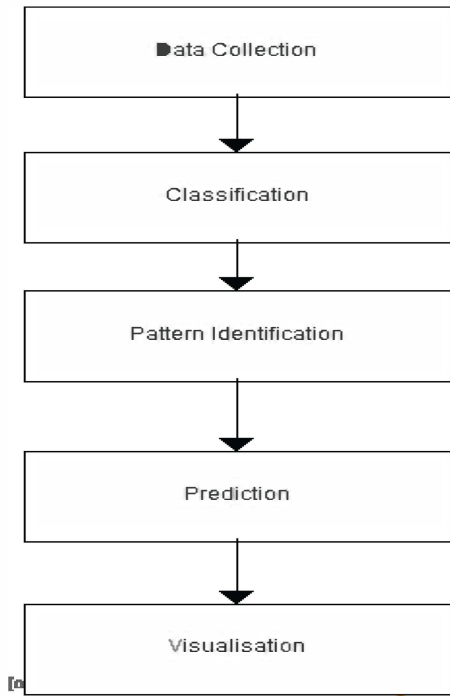 Data Collection
Classification
Pattern Identification
Prediction
Visualisation